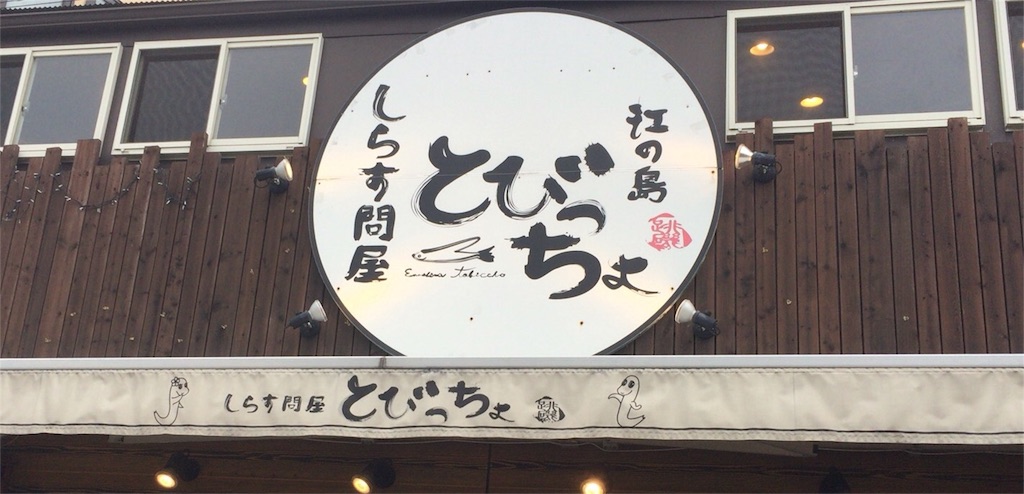 江の島
とびっちょ
しらす問屋
Enoshima Tobiccho
しらす問屋 とびっちょ